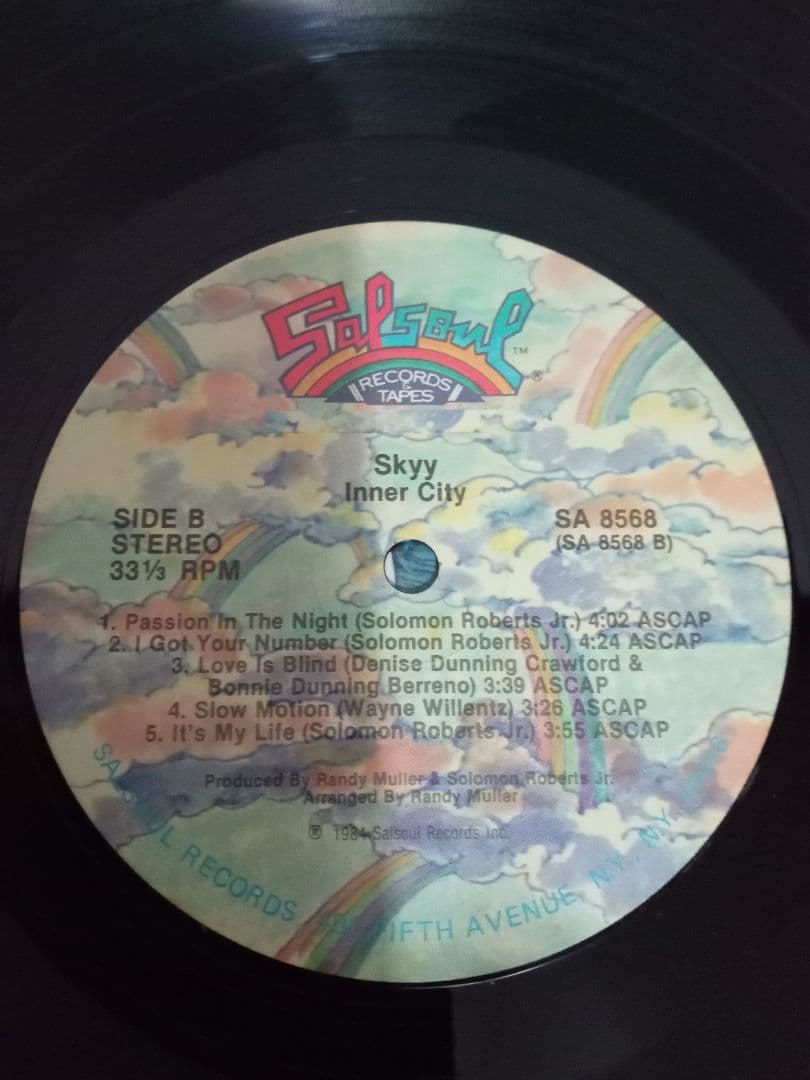 Salsoul ™
RECORDS
&
TAPES ®
Skyy
Inner City
SIDE B
STEREO
33⅓ RPM
SA 8568
(SA 8568 B)
1. Passion In The Night (Solomon Roberts Jr.) 4:02 ASCAP
2. I Got Your Number (Solomon Roberts Jr.) 4:24 ASCAP
3. Love Is Blind (Denise Dunning Crawford &
Bonnie Dunning Berreno) 3:39 ASCAP
4. Slow Motion (Wayne Willentz) 3:26 ASCAP
5. It's My Life (Solomon Roberts Jr.) 3:55 ASCAP
Produced By Randy Muller & Solomon Roberts Jr.
Arranged By Randy Muller
℗ 1984 Salsoul Records Inc.
SALSOUL RECORDS 401 FIFTH AVENUE, N.Y., N.Y.